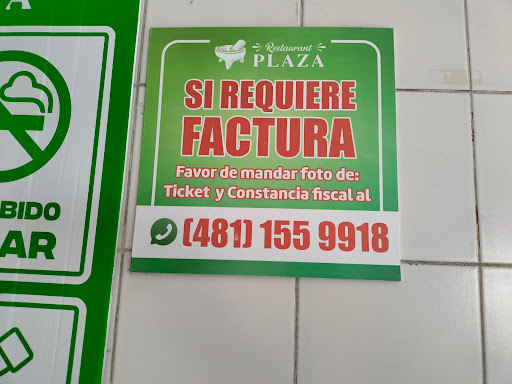 A
BIDO
AR
Restaurant
PLAZA
SI REQUIERE
FACTURA
Favor de mandar foto de:
Ticket y Constancia fiscal al
(481) 155 9918